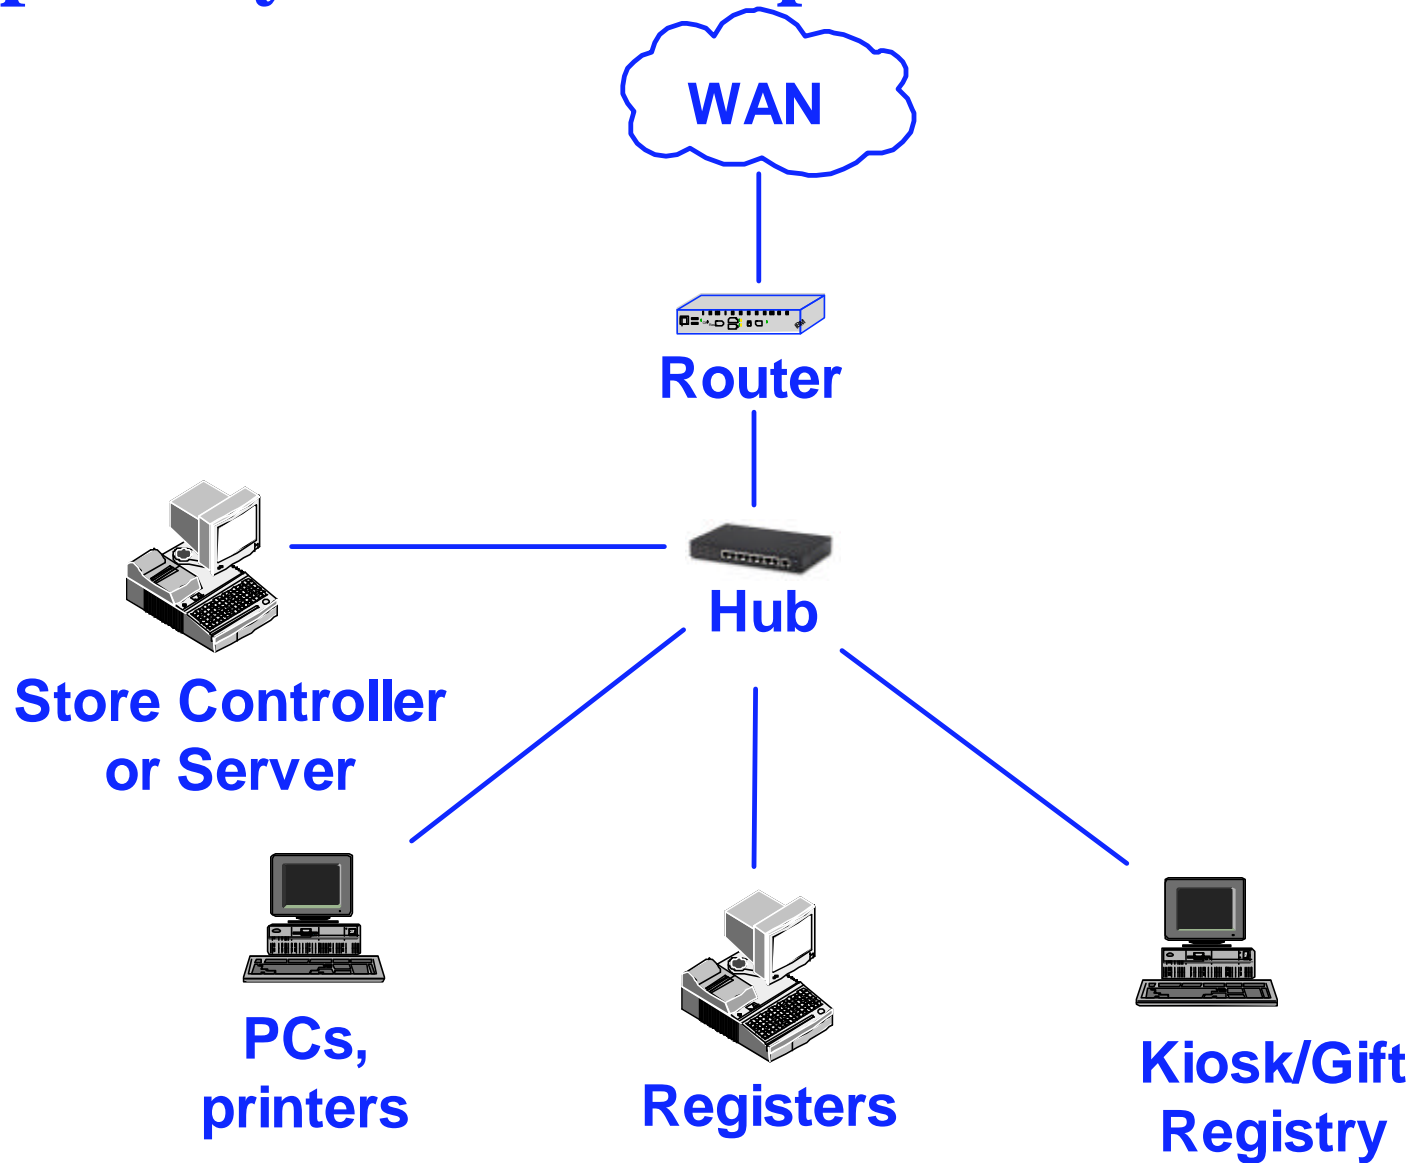 WAN
Router
Hub
Store Controller
or Server
PCs,
printers
Registers
Kiosk/Gift
Registry